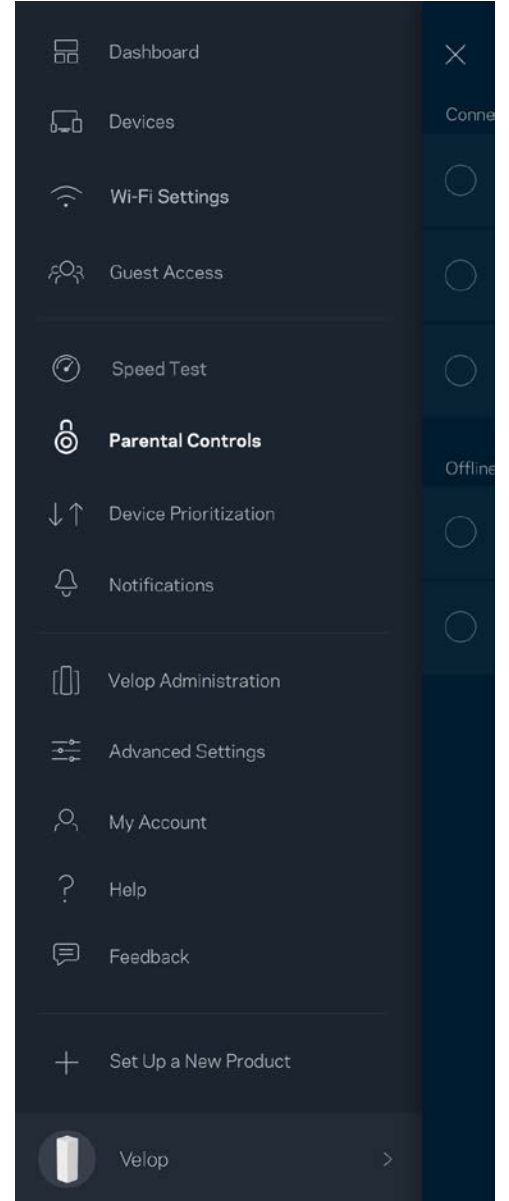 Dashboard
Devices
Conne
Wi-Fi Settings
Guest Access
Speed Test
Parental Controls
Offline
Device Prioritization
Notifications
Velop Administration
Advanced Settings
My Account
Help
Feedback
Set Up a New Product
Velop